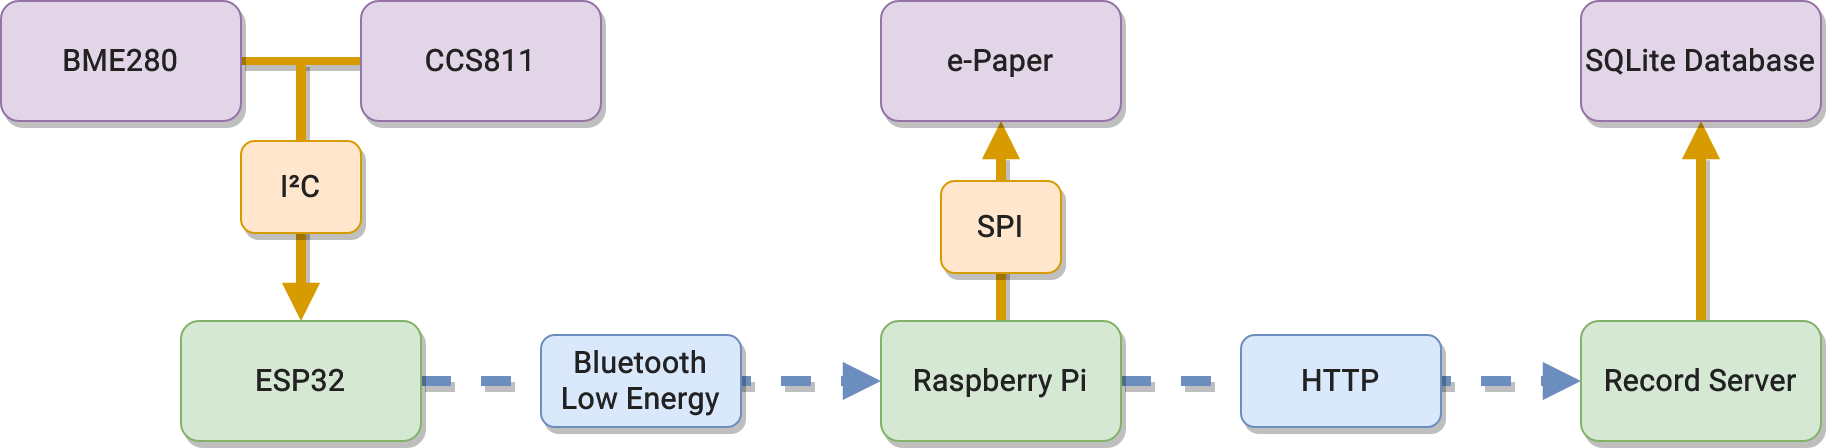 BME280
CCS811
e-Paper
SQLite Database
I²C
SPI
ESP32
Bluetooth
Low Energy
Raspberry Pi
HTTP
Record Server